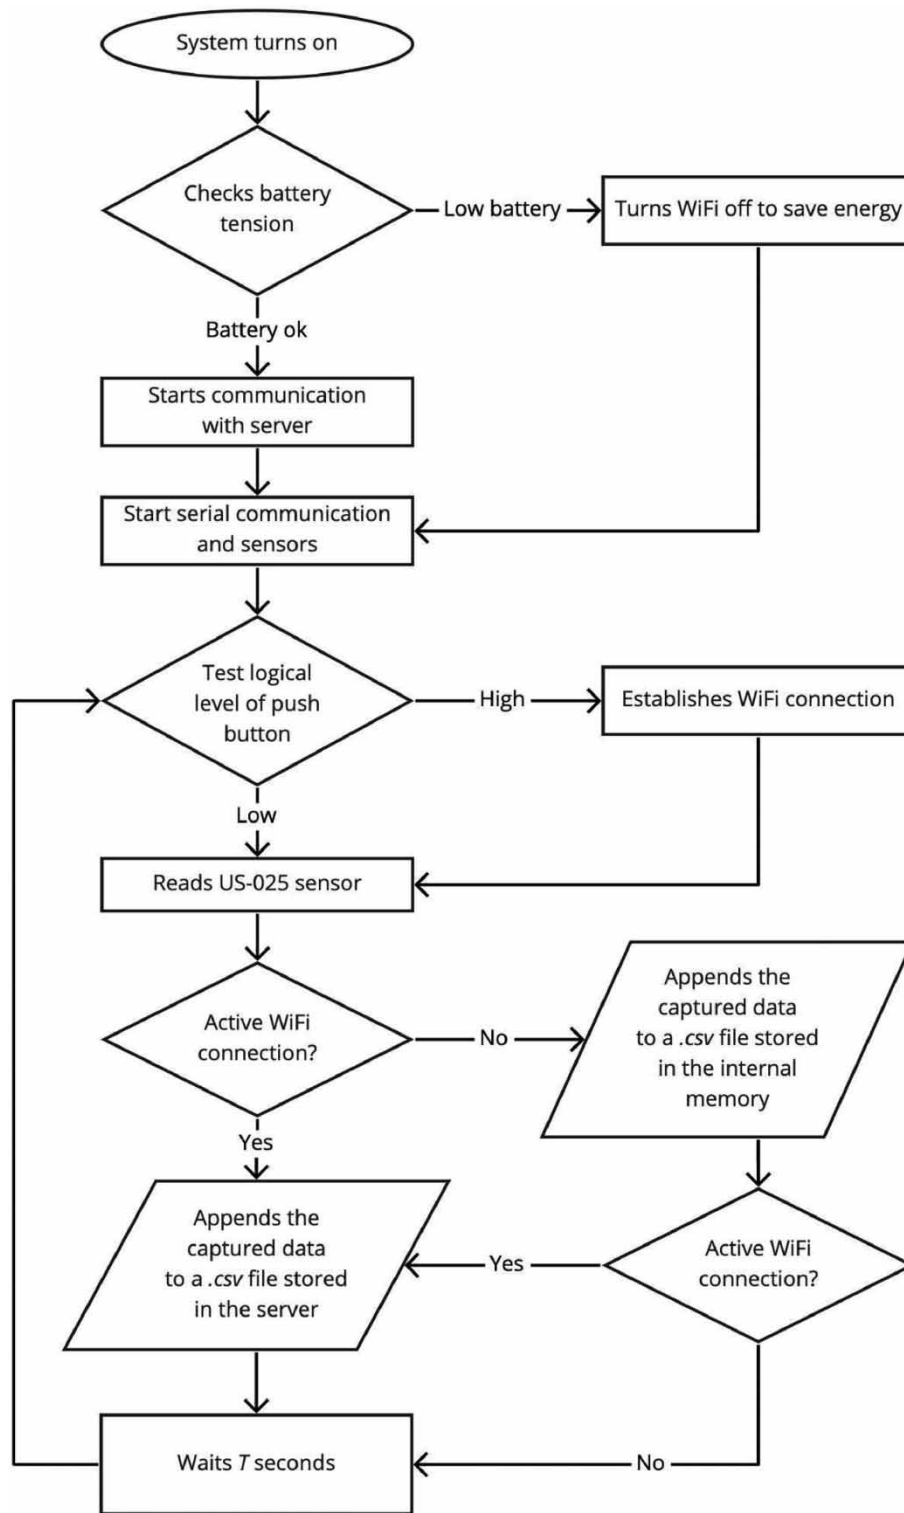 System turns on
Checks battery
tension
Low battery
Turns WiFi off to save energy
Battery ok
Starts communication
with server
Start serial communication
and sensors
Test logical
level of push
button
High
Establishes WiFi connection
Low
Reads US-025 sensor
Active WiFi
connection?
No
Appends the
captured data
to a .csv file stored
in the internal
memory
Yes
Appends the
captured data
to a .csv file stored
in the server
Yes
Active WiFi
connection?
Waits T seconds
No